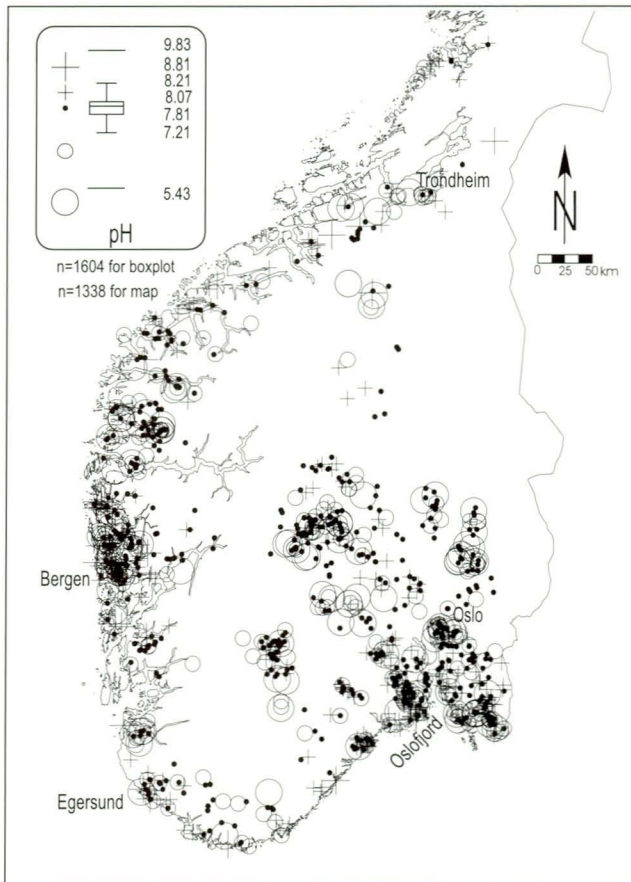 9.83
8.81
8.21
8.07
7.81
7.21
5.43
pH
n=1604 for boxplot
n=1338 for map
Trondheim
N
0 25 50 km
Bergen
Oslo
Oslofjord
Egersund